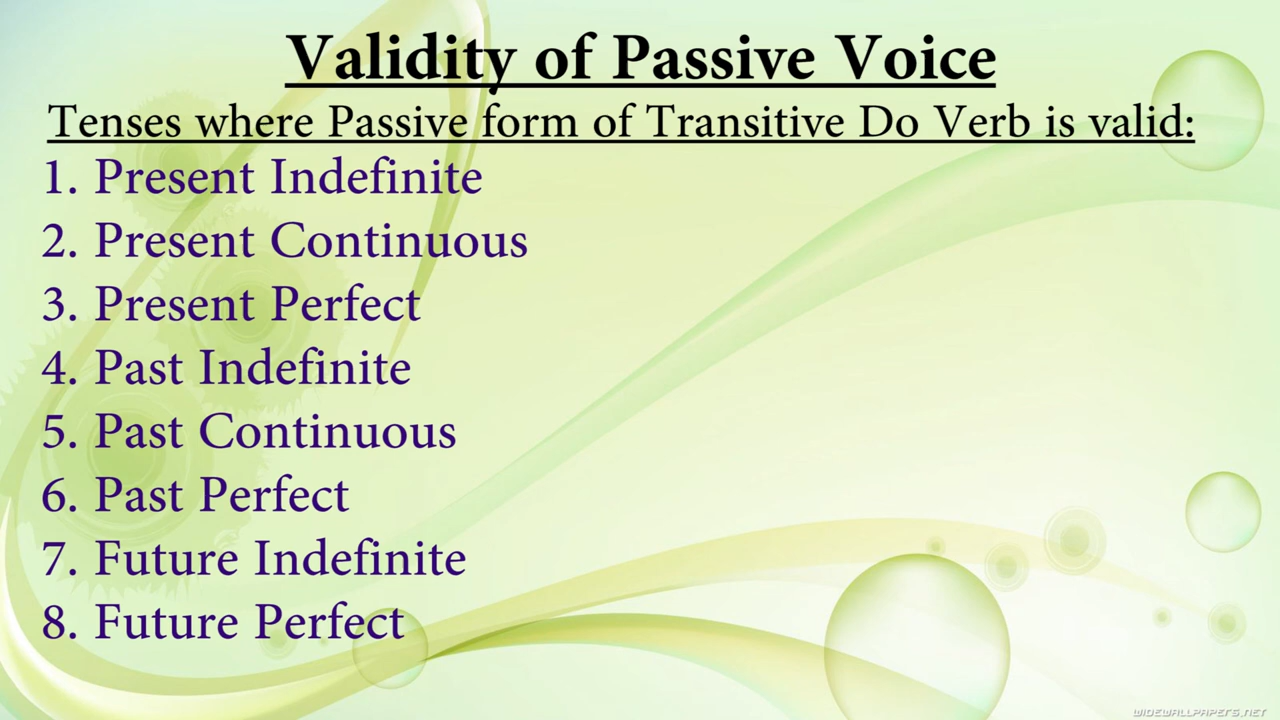 Validity of Passive Voice
Tenses where Passive form of Transitive Do Verb is valid:
1. Present Indefinite
2. Present Continuous
3. Present Perfect
4. Past Indefinite
5. Past Continuous
6. Past Perfect
7. Future Indefinite
8. Future Perfect
WIDEWALLPAPERS.NET